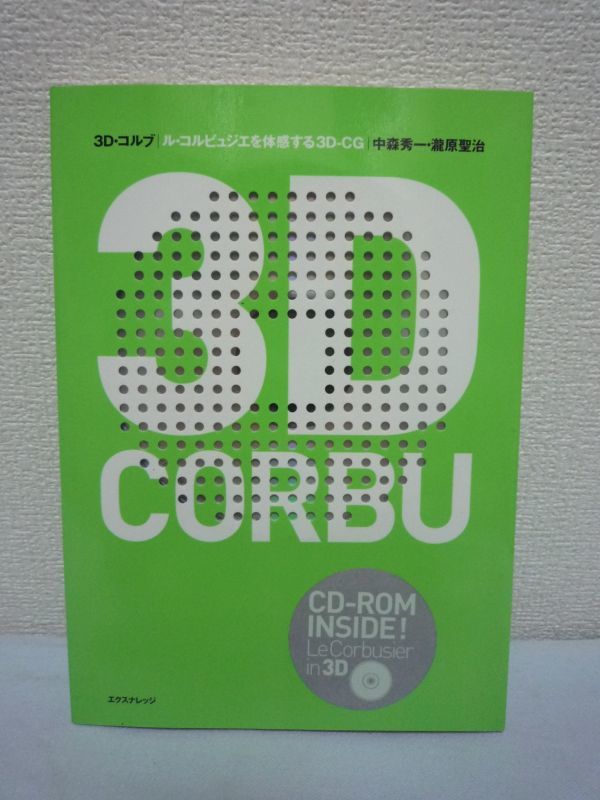 3D・コルブ|ル・コルビュジエを体感する3D-CG|中森秀一・瀧原聖治
3D
CORBU
CD-ROM
INSIDE!
Le Corbusier
in 3D
エクスナレッジ